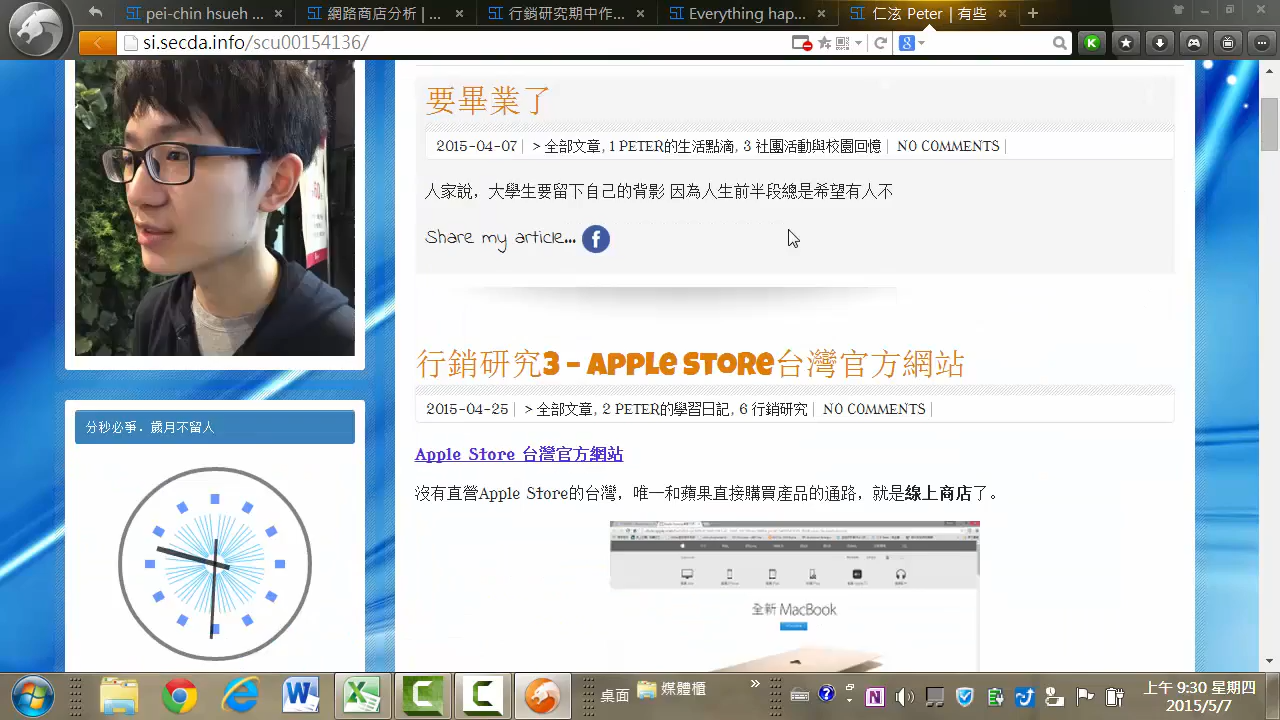 pei-chin hsueh
網路商店分析 |
行銷研究期中作...
Everything hap...
仁泫 Peter | 有些
si.secda.info/scu00154136/
要畢業了
2015-04-07 | > 全部文章, 1 PETER的生活點滴, 3 社團活動與校園回憶 | NO COMMENTS |
人家說，大學生要留下自己的背影 因為人生前半段總是希望有人不
Share my article...
行銷研究3 – Apple Store台灣官方網站
2015-04-25 | > 全部文章, 2 PETER的學習日記, 6 行銷研究 | NO COMMENTS |
Apple Store 台灣官方網站
沒有直營Apple Store的台灣，唯一和蘋果直接購買產品的通路，就是線上商店了。
全新 MacBook
分秒必爭．歲月不留人
桌面
媒體櫃
上午 9:30 星期四
2015/5/7